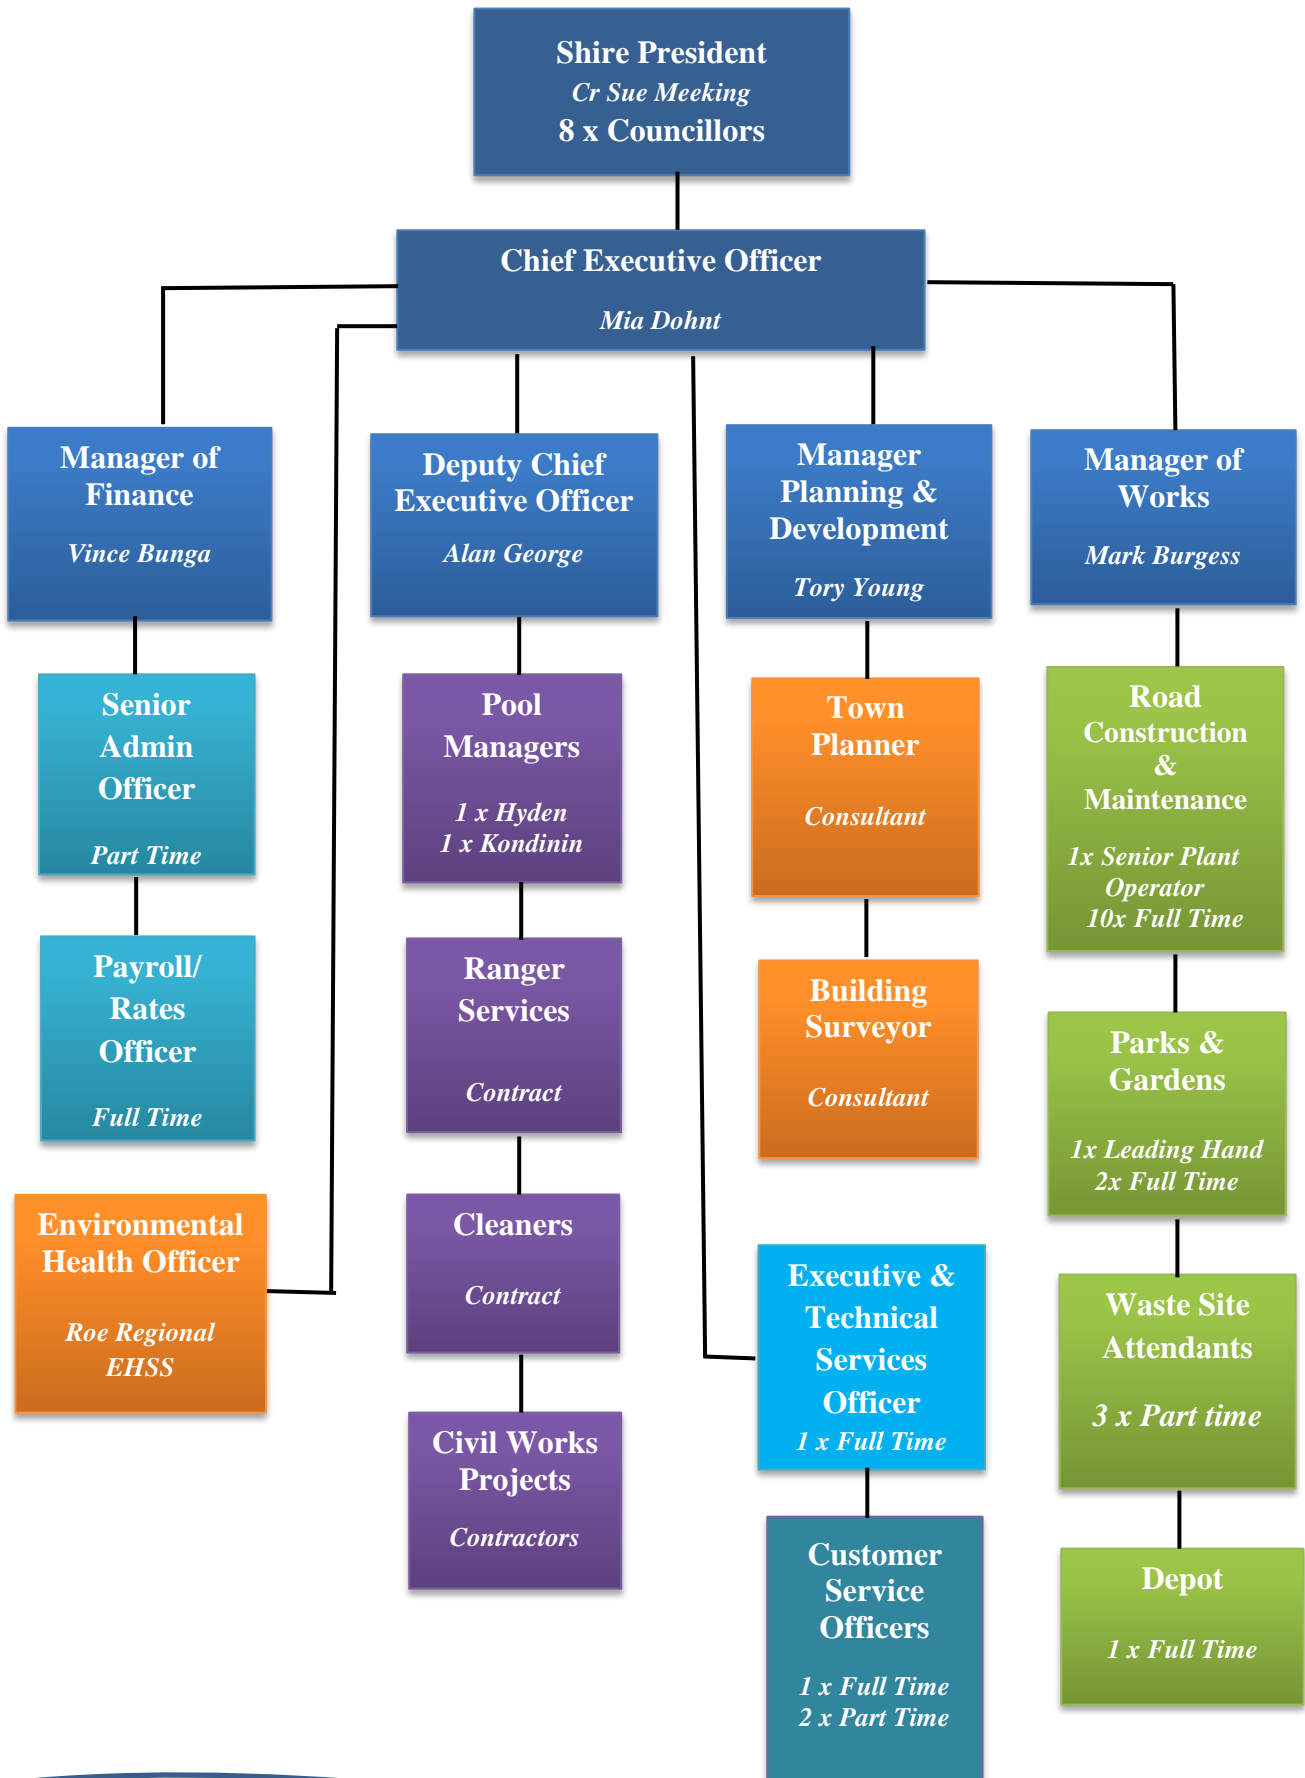 Shire President
Cr Sue Meeking
8 x Councillors
Chief Executive Officer
Mia Dohnt
Manager of
Finance
Vince Bunga
Deputy Chief
Executive Officer
Alan George
Manager
Planning &
Development
Tory Young
Manager of
Works
Mark Burgess
Senior
Admin
Officer
Part Time
Pool
Managers
1 x Hyden
1 x Kondinin
Town
Planner
Consultant
Road
Construction
&
Maintenance
1x Senior Plant
Operator
10x Full Time
Payroll/
Rates
Officer
Full Time
Ranger
Services
Contract
Building
Surveyor
Consultant
Parks &
Gardens
1x Leading Hand
2x Full Time
Environmental
Health Officer
Roe Regional
EHSS
Cleaners
Contract
Executive &
Technical
Services
Officer
1 x Full Time
Waste Site
Attendants
3 x Part time
Civil Works
Projects
Contractors
Customer
Service
Officers
1 x Full Time
2 x Part Time
Depot
1 x Full Time